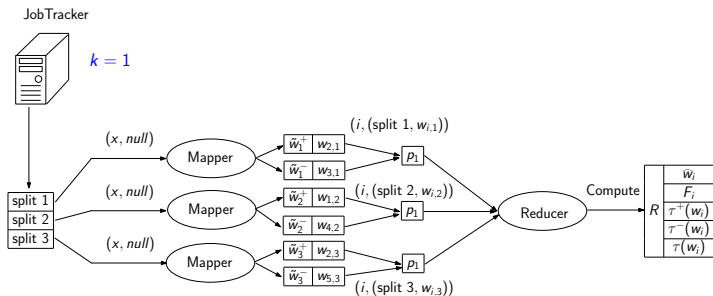 JobTracker
k = 1
split 1
split 2
split 3
(x, null)
(x, null)
(x, null)
Mapper
Mapper
Mapper
w̃₁⁺ w₂,₁
w̃₁⁻ w₃,₁
w̃₂⁺ w₁,₂
w̃₂⁻ w₄,₂
w̃₃⁺ w₂,₃
w̃₃⁻ w₅,₃
(i, (split 1, wᵢ,₁))
p₁
(i, (split 2, wᵢ,₂))
p₁
p₁
(i, (split 3, wᵢ,₃))
Reducer
Compute
R
ŵᵢ
Fᵢ
τ⁺(wᵢ)
τ⁻(wᵢ)
τ(wᵢ)